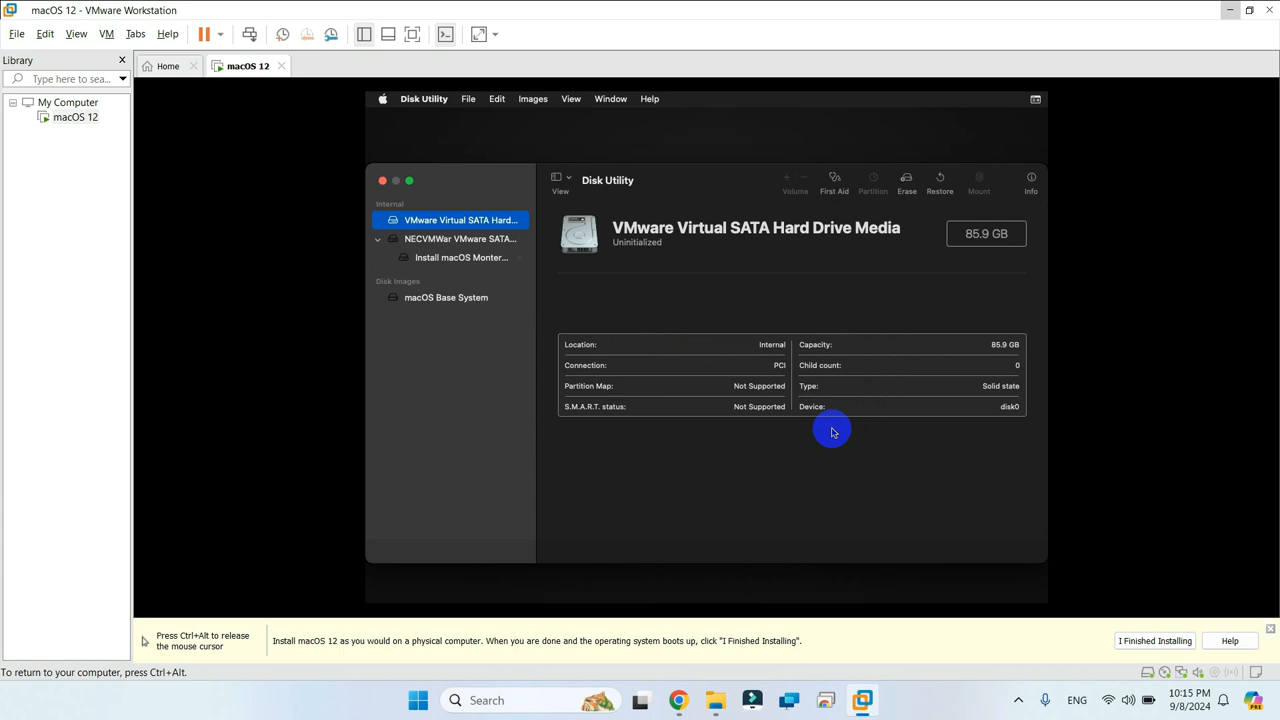 macOS 12 - VMware Workstation
File Edit View VM Tabs Help
Library
Type here to sea...
Home
macOS 12
My Computer
macOS 12
Disk Utility File Edit Images View Window Help
View
Disk Utility
Volume First Aid Partition Erase Restore Mount Info
Internal
VMware Virtual SATA Hard...
NECVMWar VMware SATA...
Install macOS Monter...
Disk Images
macOS Base System
VMware Virtual SATA Hard Drive Media
Uninitialized
85.9 GB
Location: Internal
Capacity: 85.9 GB
Connection: PCI
Child count: 0
Partition Map: Not Supported
Type: Solid state
S.M.A.R.T. status: Not Supported
Device: disk0
Press Ctrl+Alt to release
the mouse cursor
Install macOS 12 as you would on a physical computer. When you are done and the operating system boots up, click "I Finished Installing".
I Finished Installing
Help
To return to your computer, press Ctrl+Alt.
Search
ENG
10:15 PM
9/8/2024
PRE